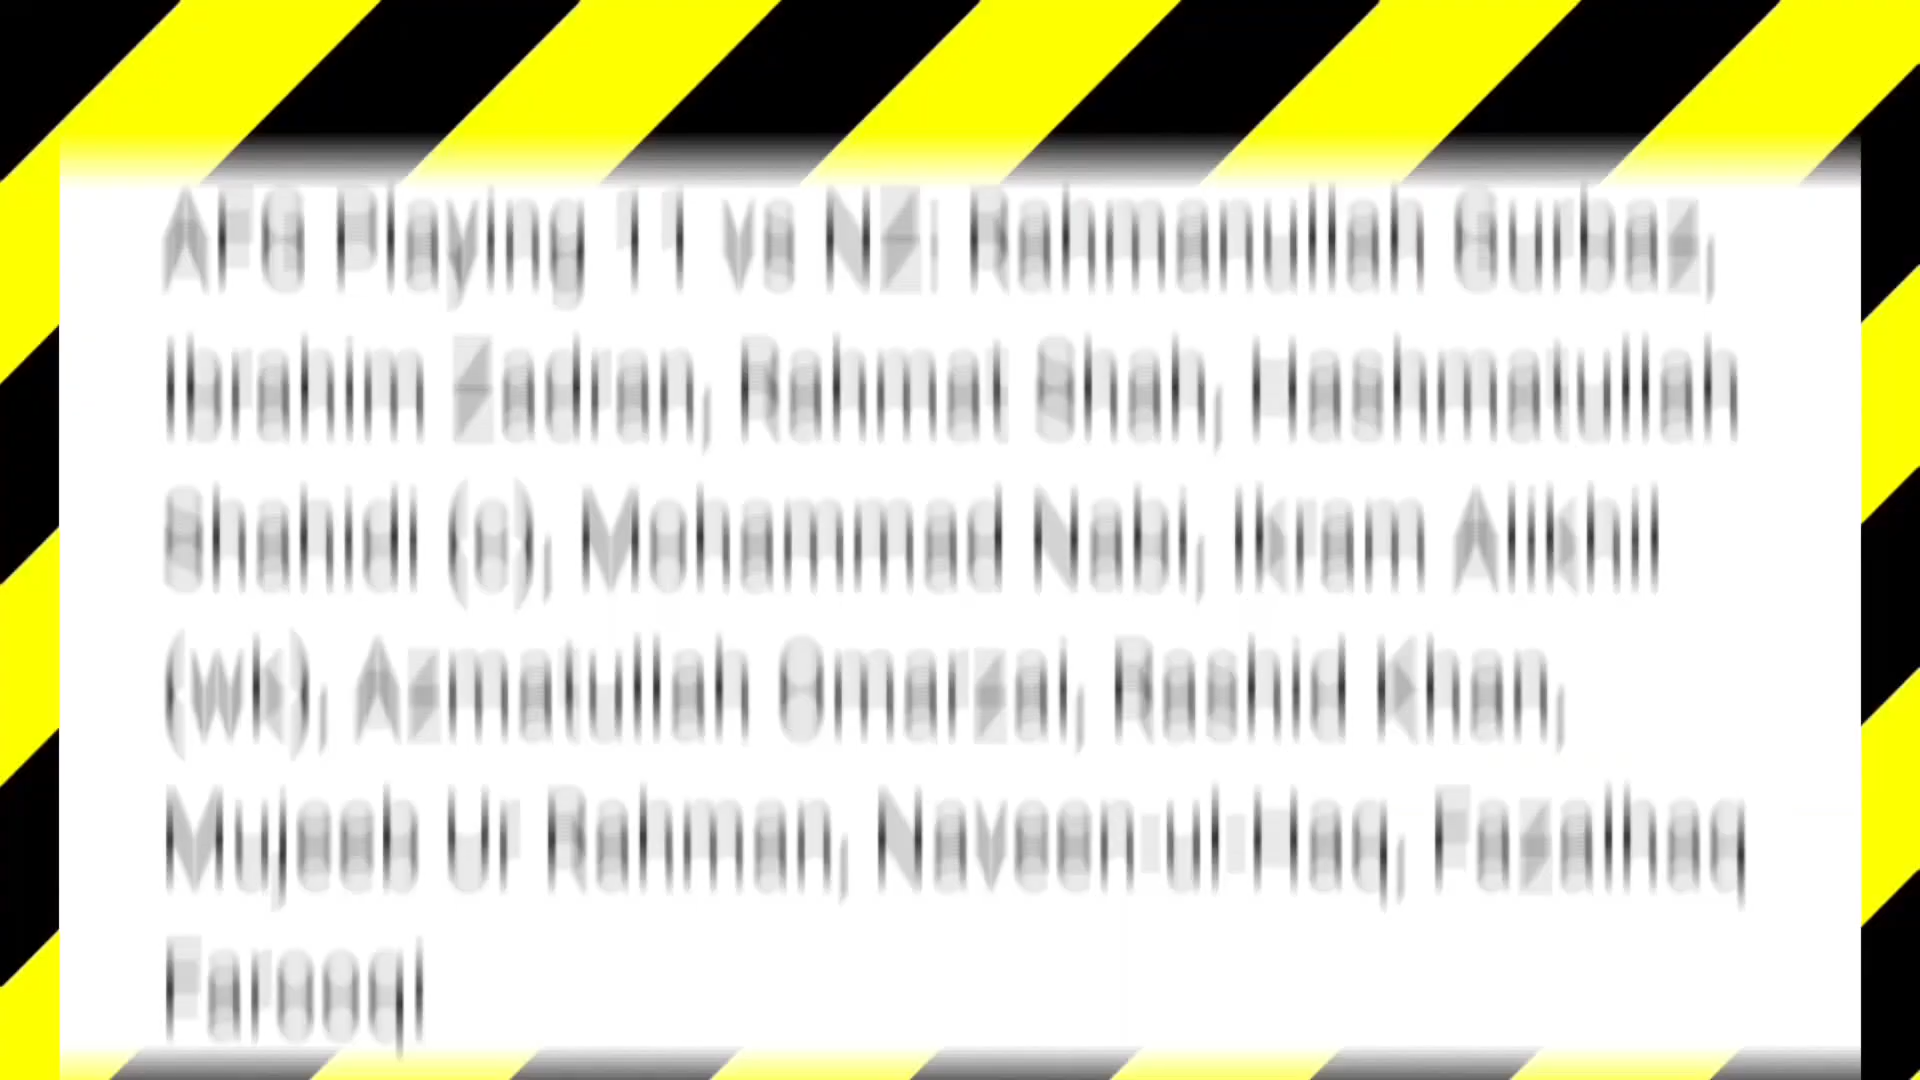 AFG Playing 11 vs NZ: Rahmanullah Gurbaz,
Ibrahim Zadran, Rahmat Shah, Hashmatullah
Shahidi (c), Mohammad Nabi, Ikram Alikhil
(wk), Azmatullah Omarzai, Rashid Khan,
Mujeeb Ur Rahman, Naveen-ul-Haq, Fazalhaq
Farooqi